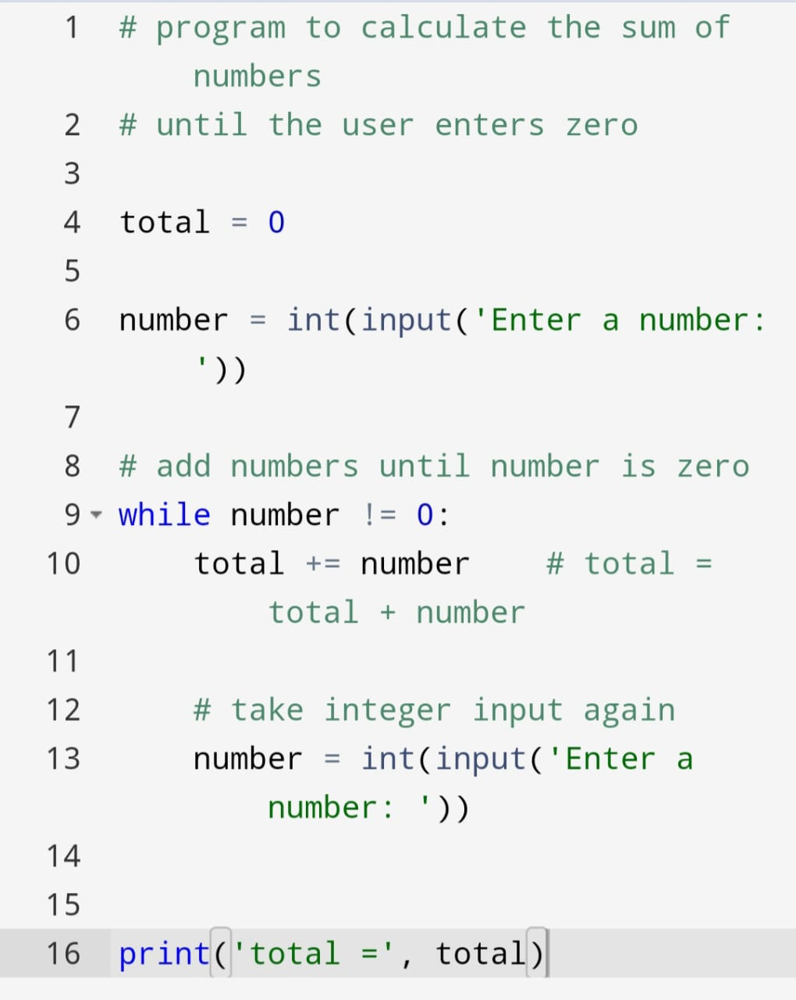 1 # program to calculate the sum of
numbers
2 # until the user enters zero
3
4 total = 0
5
6 number = int(input('Enter a number:
'))
7
8 # add numbers until number is zero
9 while number != 0:
10 total += number    # total =
total + number
11
12 # take integer input again
13 number = int(input('Enter a
number: '))
14
15
16 print('total =', total)